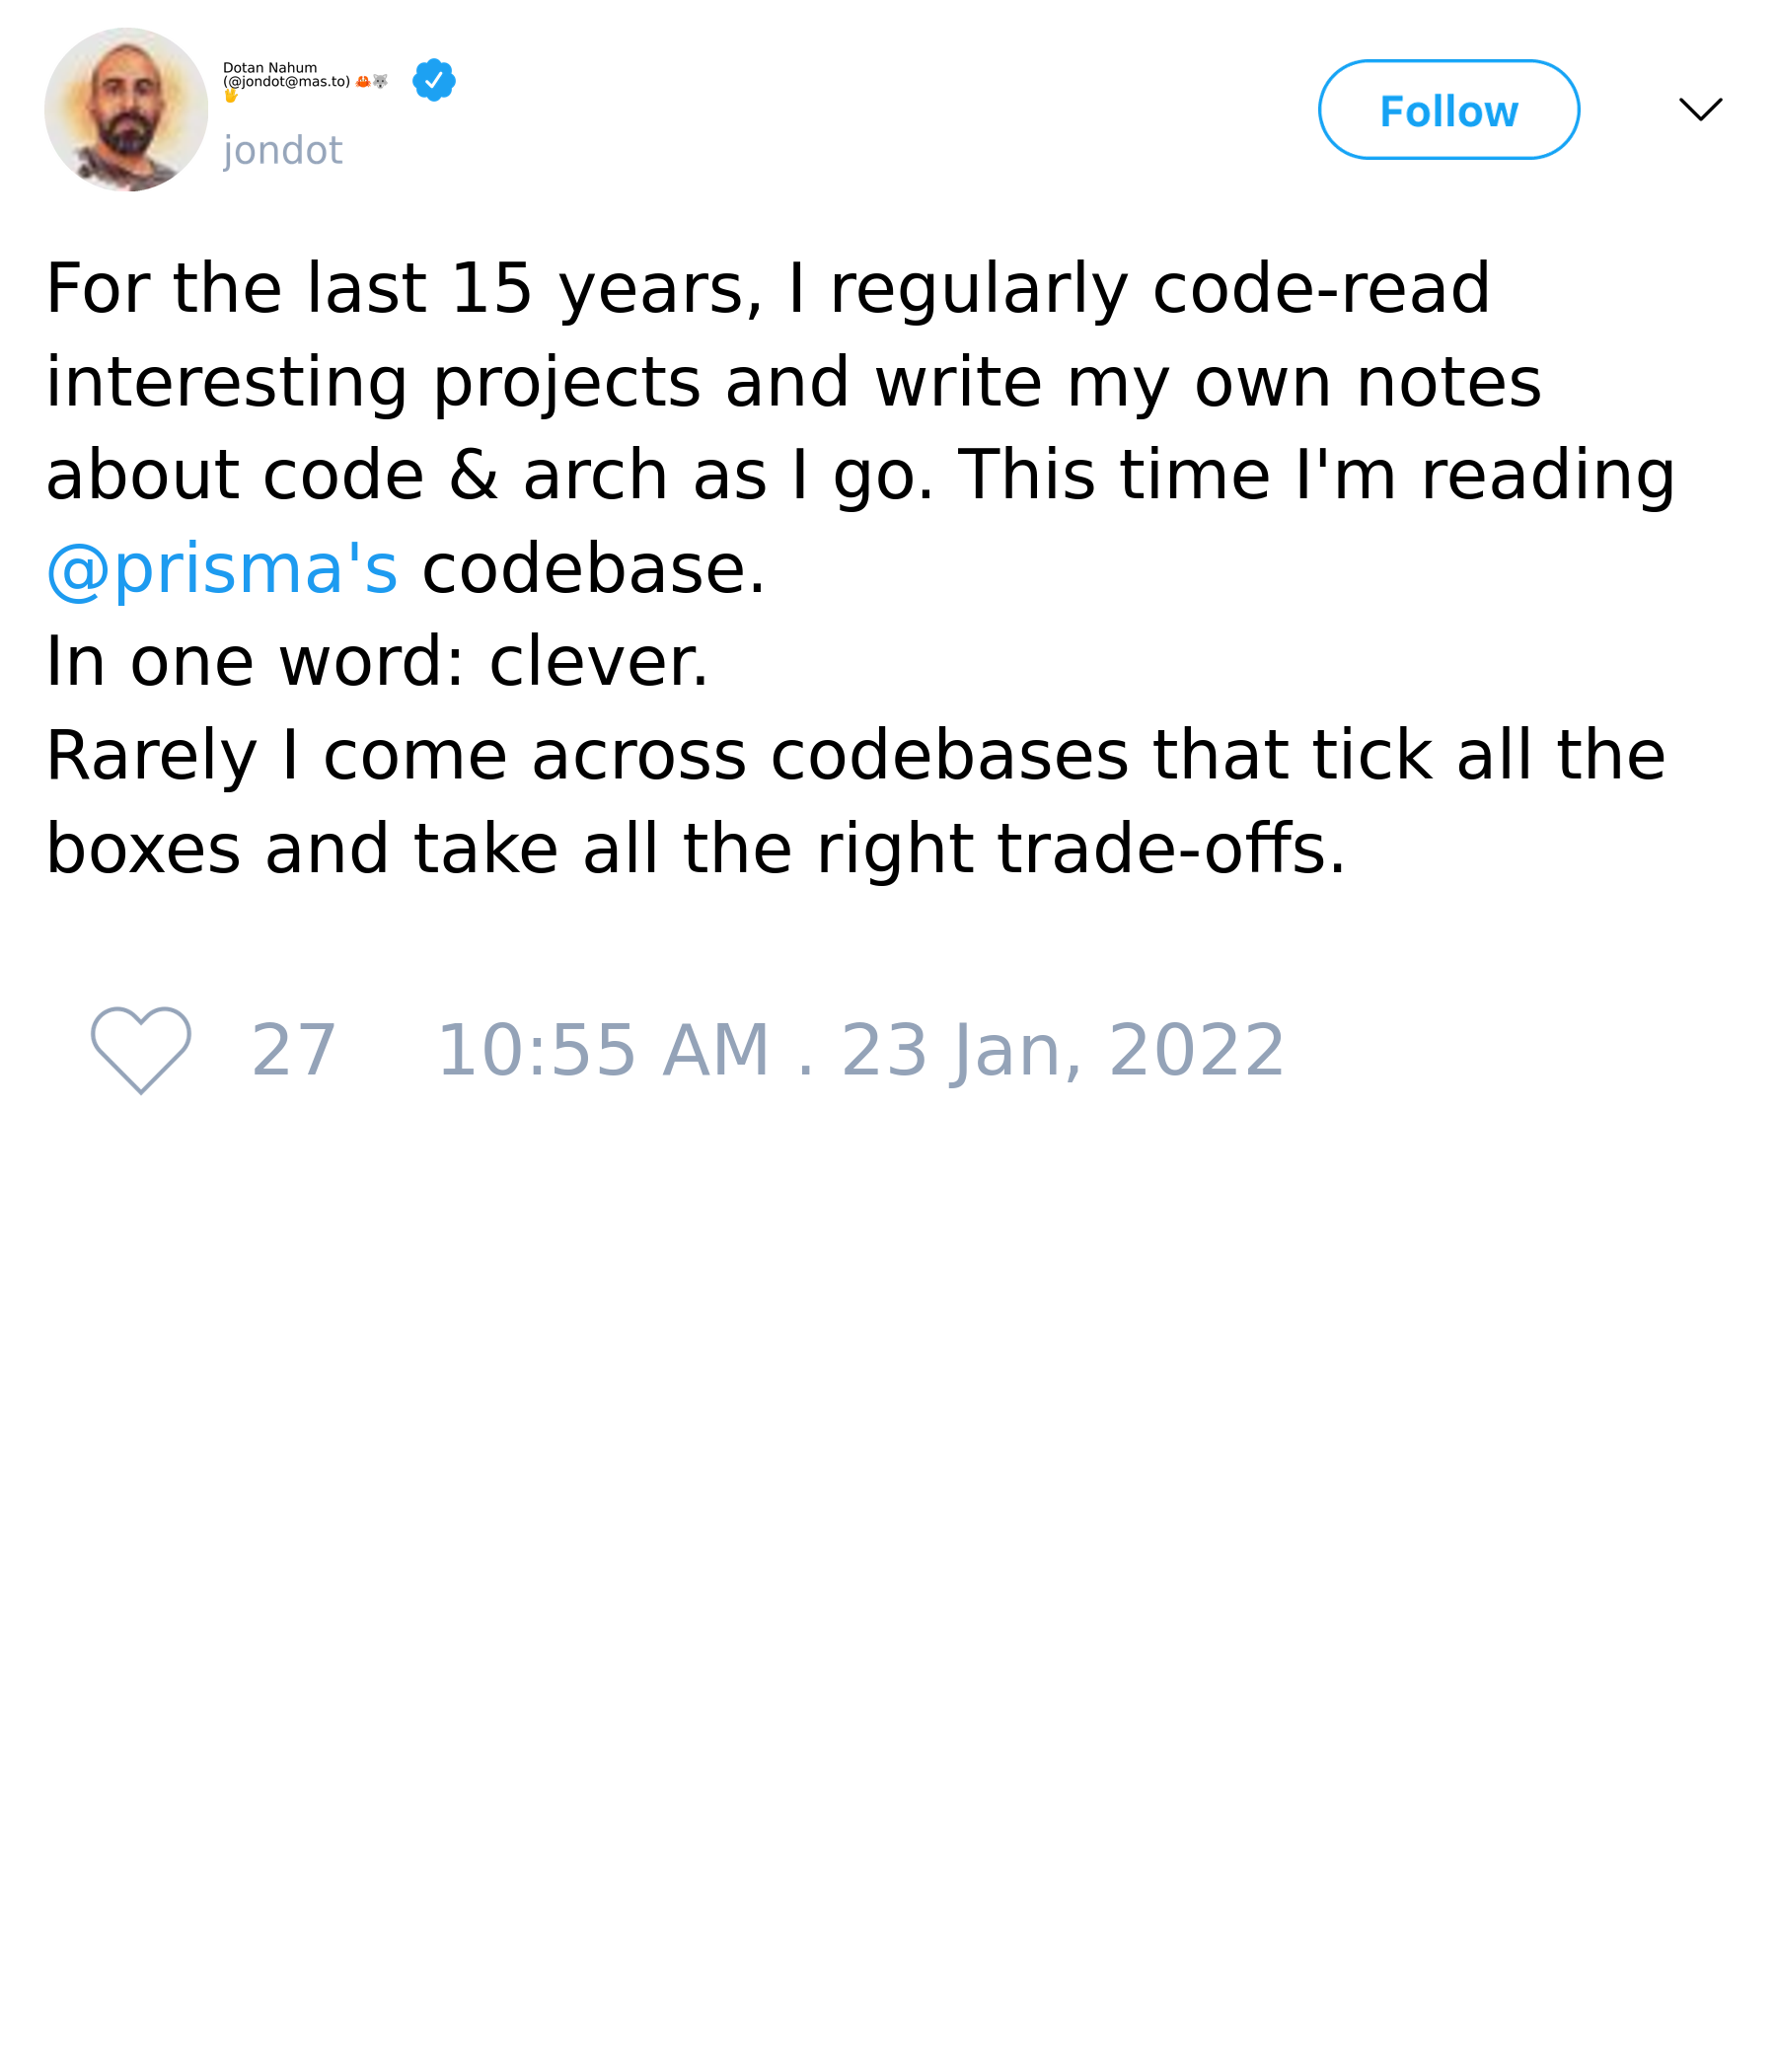 Dotan Nahum
(@jondot@mas.to) 🦀🐺
🖖
jondot
Follow
For the last 15 years, I regularly code-read
interesting projects and write my own notes
about code & arch as I go. This time I'm reading
@prisma's codebase.
In one word: clever.
Rarely I come across codebases that tick all the
boxes and take all the right trade-offs.
27
10:55 AM . 23 Jan, 2022